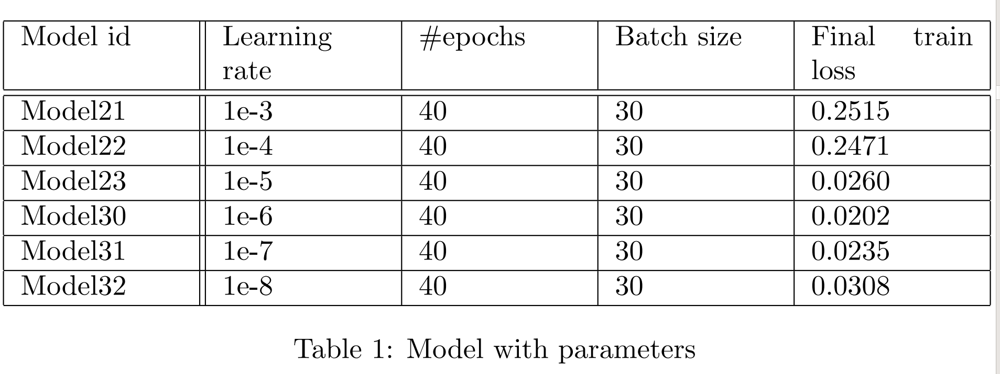 Model id Learning rate #epochs Batch size Final train loss
Model21 1e-3 40 30 0.2515
Model22 1e-4 40 30 0.2471
Model23 1e-5 40 30 0.0260
Model30 1e-6 40 30 0.0202
Model31 1e-7 40 30 0.0235
Model32 1e-8 40 30 0.0308
Table 1: Model with parameters